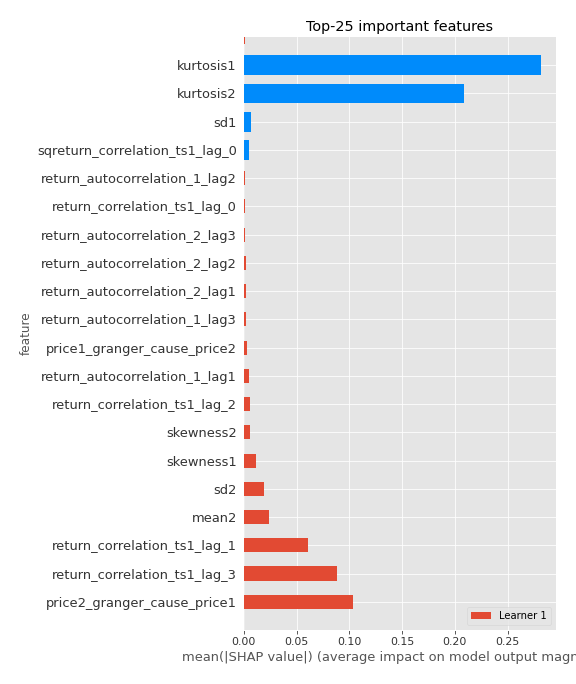 Top-25 important features
kurtosis1
kurtosis2
sd1
sqreturn_correlation_ts1_lag_0
return_autocorrelation_1_lag2
return_correlation_ts1_lag_0
return_autocorrelation_2_lag3
return_autocorrelation_2_lag2
return_autocorrelation_2_lag1
return_autocorrelation_1_lag3
price1_granger_cause_price2
return_autocorrelation_1_lag1
return_correlation_ts1_lag_2
skewness2
skewness1
sd2
mean2
return_correlation_ts1_lag_1
return_correlation_ts1_lag_3
price2_granger_cause_price1
feature
Learner 1
0.00 0.05 0.10 0.15 0.20 0.25
mean(|SHAP value|) (average impact on model output magn